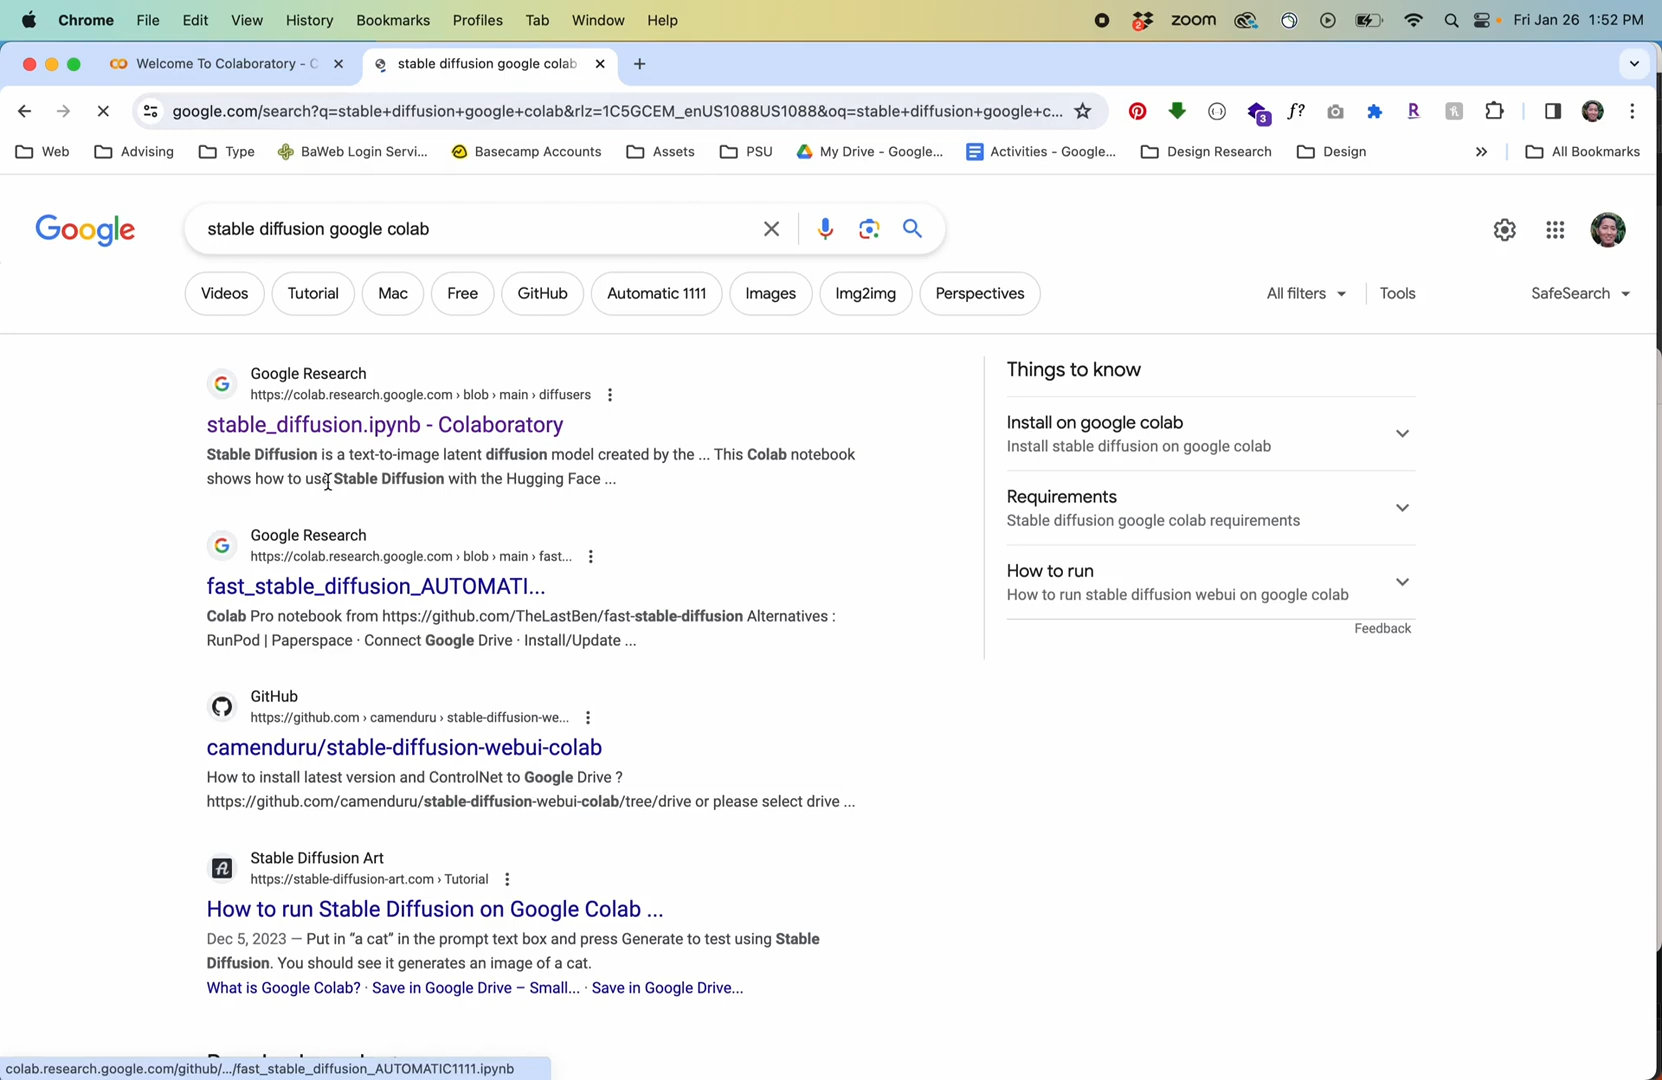 Chrome File Edit View History Bookmarks Profiles Tab Window Help 2 zoom Fri Jan 26 1:52 PM
Welcome To Colaboratory - C stable diffusion google colab
google.com/search?q=stable+diffusion+google+colab&rlz=1C5GCEM_enUS1088US1088&oq=stable+diffusion+google+c... 3 f? R
Web Advising Type BaWeb Login Servi... Basecamp Accounts Assets PSU My Drive - Google... Activities - Google... Design Research Design » All Bookmarks
Google stable diffusion google colab
Videos Tutorial Mac Free GitHub Automatic 1111 Images Img2img Perspectives All filters Tools SafeSearch
Google Research
https://colab.research.google.com › blob › main › diffusers
stable_diffusion.ipynb - Colaboratory
Stable Diffusion is a text-to-image latent diffusion model created by the ... This Colab notebook
shows how to use Stable Diffusion with the Hugging Face ...
Google Research
https://colab.research.google.com › blob › main › fast...
fast_stable_diffusion_AUTOMATI...
Colab Pro notebook from https://github.com/TheLastBen/fast-stable-diffusion Alternatives :
RunPod | Paperspace · Connect Google Drive · Install/Update ...
GitHub
https://github.com › camenduru › stable-diffusion-we...
camenduru/stable-diffusion-webui-colab
How to install latest version and ControlNet to Google Drive ?
https://github.com/camenduru/stable-diffusion-webui-colab/tree/drive or please select drive ...
Stable Diffusion Art
https://stable-diffusion-art.com › Tutorial
How to run Stable Diffusion on Google Colab ...
Dec 5, 2023 — Put in "a cat" in the prompt text box and press Generate to test using Stable
Diffusion. You should see it generates an image of a cat.
What is Google Colab? · Save in Google Drive – Small... · Save in Google Drive...
Things to know
Install on google colab
Install stable diffusion on google colab
Requirements
Stable diffusion google colab requirements
How to run
How to run stable diffusion webui on google colab
Feedback
colab.research.google.com/github/.../fast_stable_diffusion_AUTOMATIC1111.ipynb